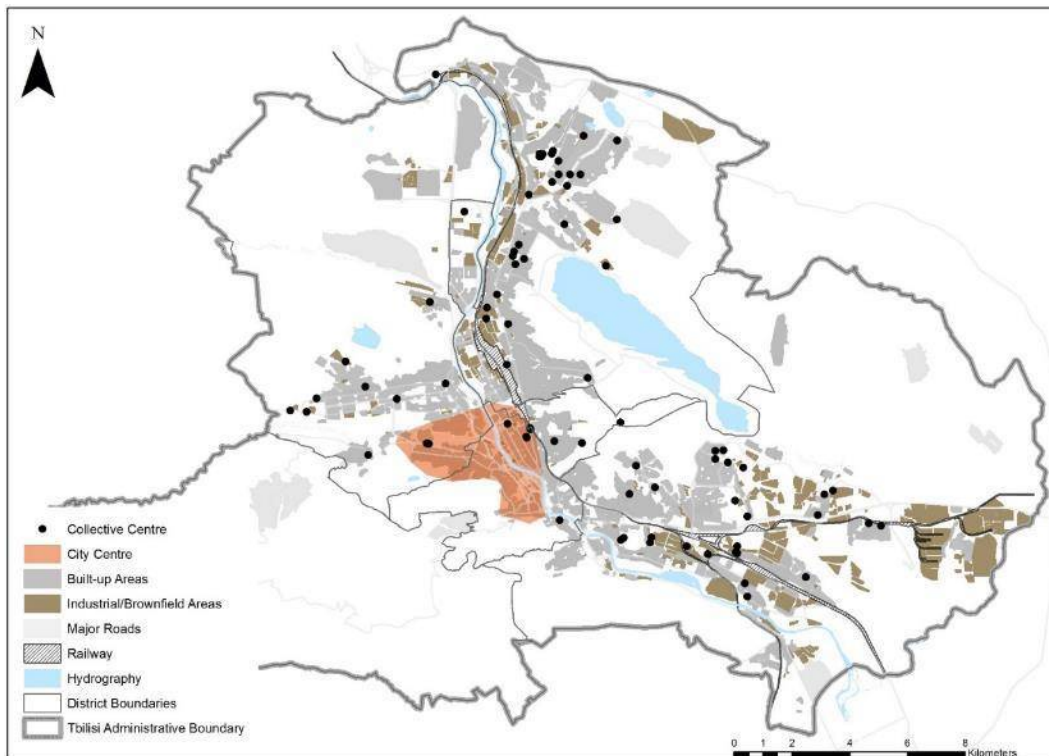 N
Collective Centre
City Centre
Built-up Areas
Industrial/Brownfield Areas
Major Roads
Railway
Hydrography
District Boundaries
Tbilisi Administrative Boundary
0 1 2 4 6 8
Kilometers